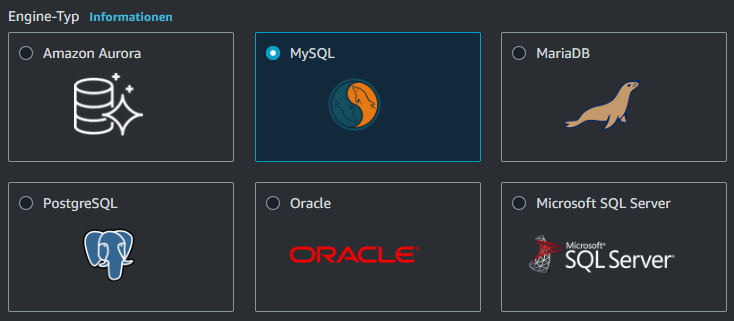 Engine-Typ Informationen
Amazon Aurora
MySQL
MariaDB
PostgreSQL
Oracle
ORACLE®
Microsoft SQL Server
Microsoft®
SQL Server®